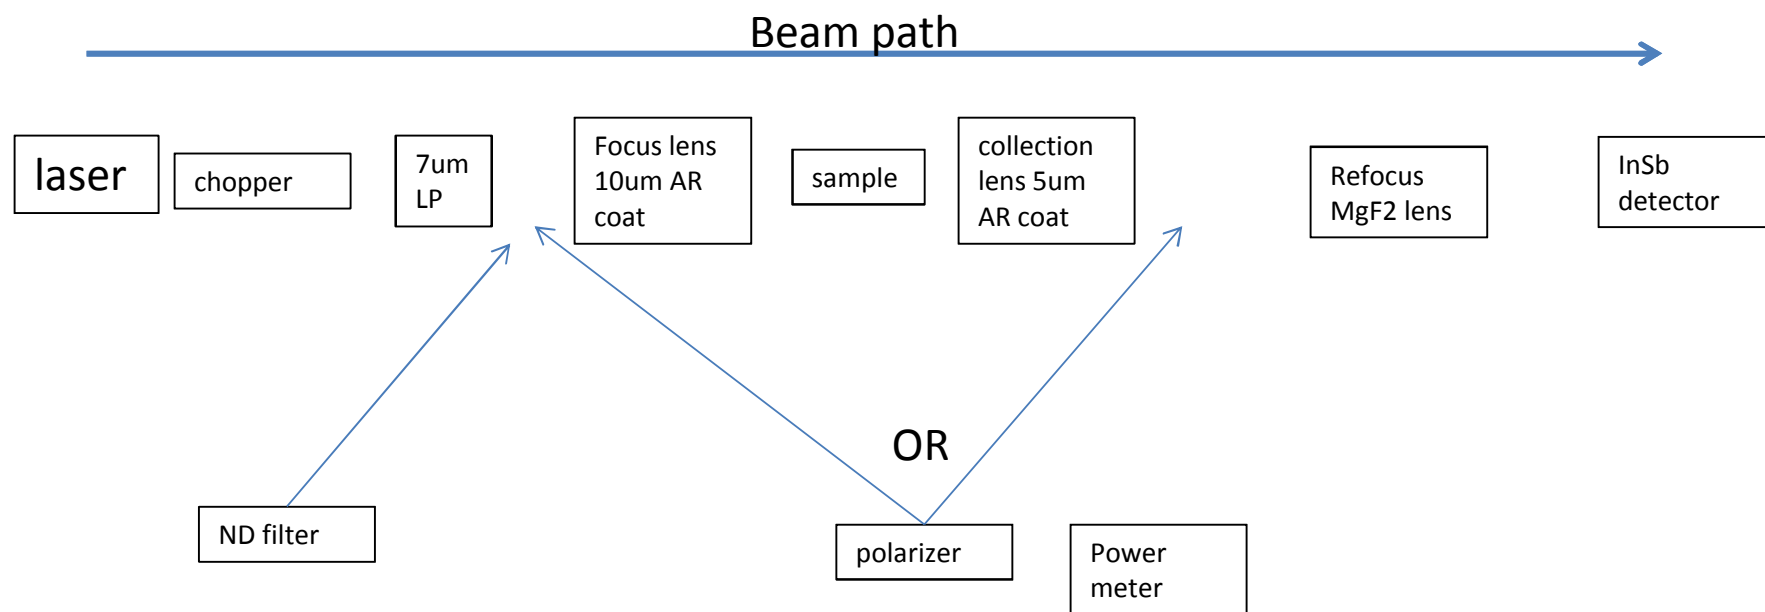 Beam path
laser
chopper
7um
LP
Focus lens
10um AR
coat
sample
collection
lens 5um
AR coat
Refocus
MgF2 lens
InSb
detector
OR
ND filter
polarizer
Power
meter